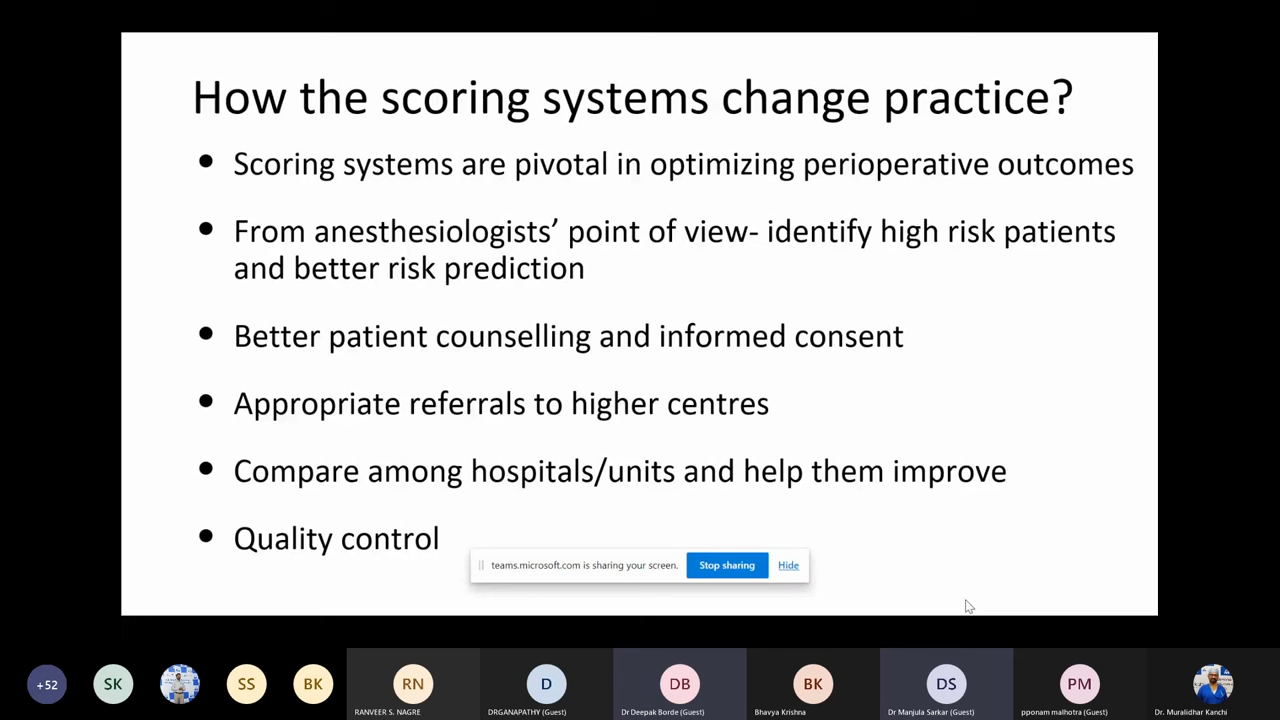 How the scoring systems change practice?
• Scoring systems are pivotal in optimizing perioperative outcomes
• From anesthesiologists’ point of view- identify high risk patients
and better risk prediction
• Better patient counselling and informed consent
• Appropriate referrals to higher centres
• Compare among hospitals/units and help them improve
• Quality control
teams.microsoft.com is sharing your screen. Stop sharing Hide
+52 SK SS BK RN D DB BK DS PM
RANVEER S. NAGRE DRGANAPATHY (Guest) Dr Deepak Borde (Guest) Bhavya Krishna Dr Manjula Sarkar (Guest) pponam malhotra (Guest) Dr. Muralidhar Kanchi